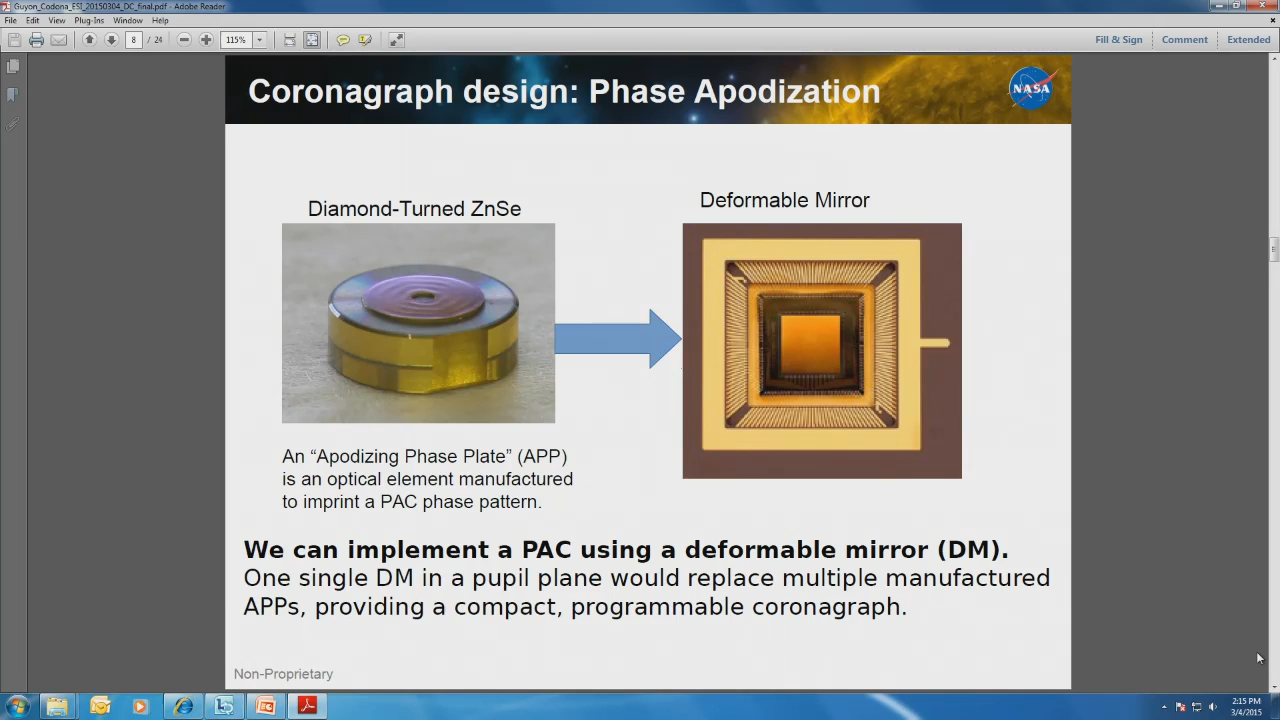 Guyon_Codona_ESI_20150304_DC_final.pdf - Adobe Reader
File Edit View Plug-Ins Window Help
8 / 24 115% Fill & Sign Comment Extended
Coronagraph design: Phase Apodization
NASA
Diamond-Turned ZnSe
Deformable Mirror
An “Apodizing Phase Plate” (APP)
is an optical element manufactured
to imprint a PAC phase pattern.
We can implement a PAC using a deformable mirror (DM).
One single DM in a pupil plane would replace multiple manufactured
APPs, providing a compact, programmable coronagraph.
Non-Proprietary
2:15 PM
3/4/2015